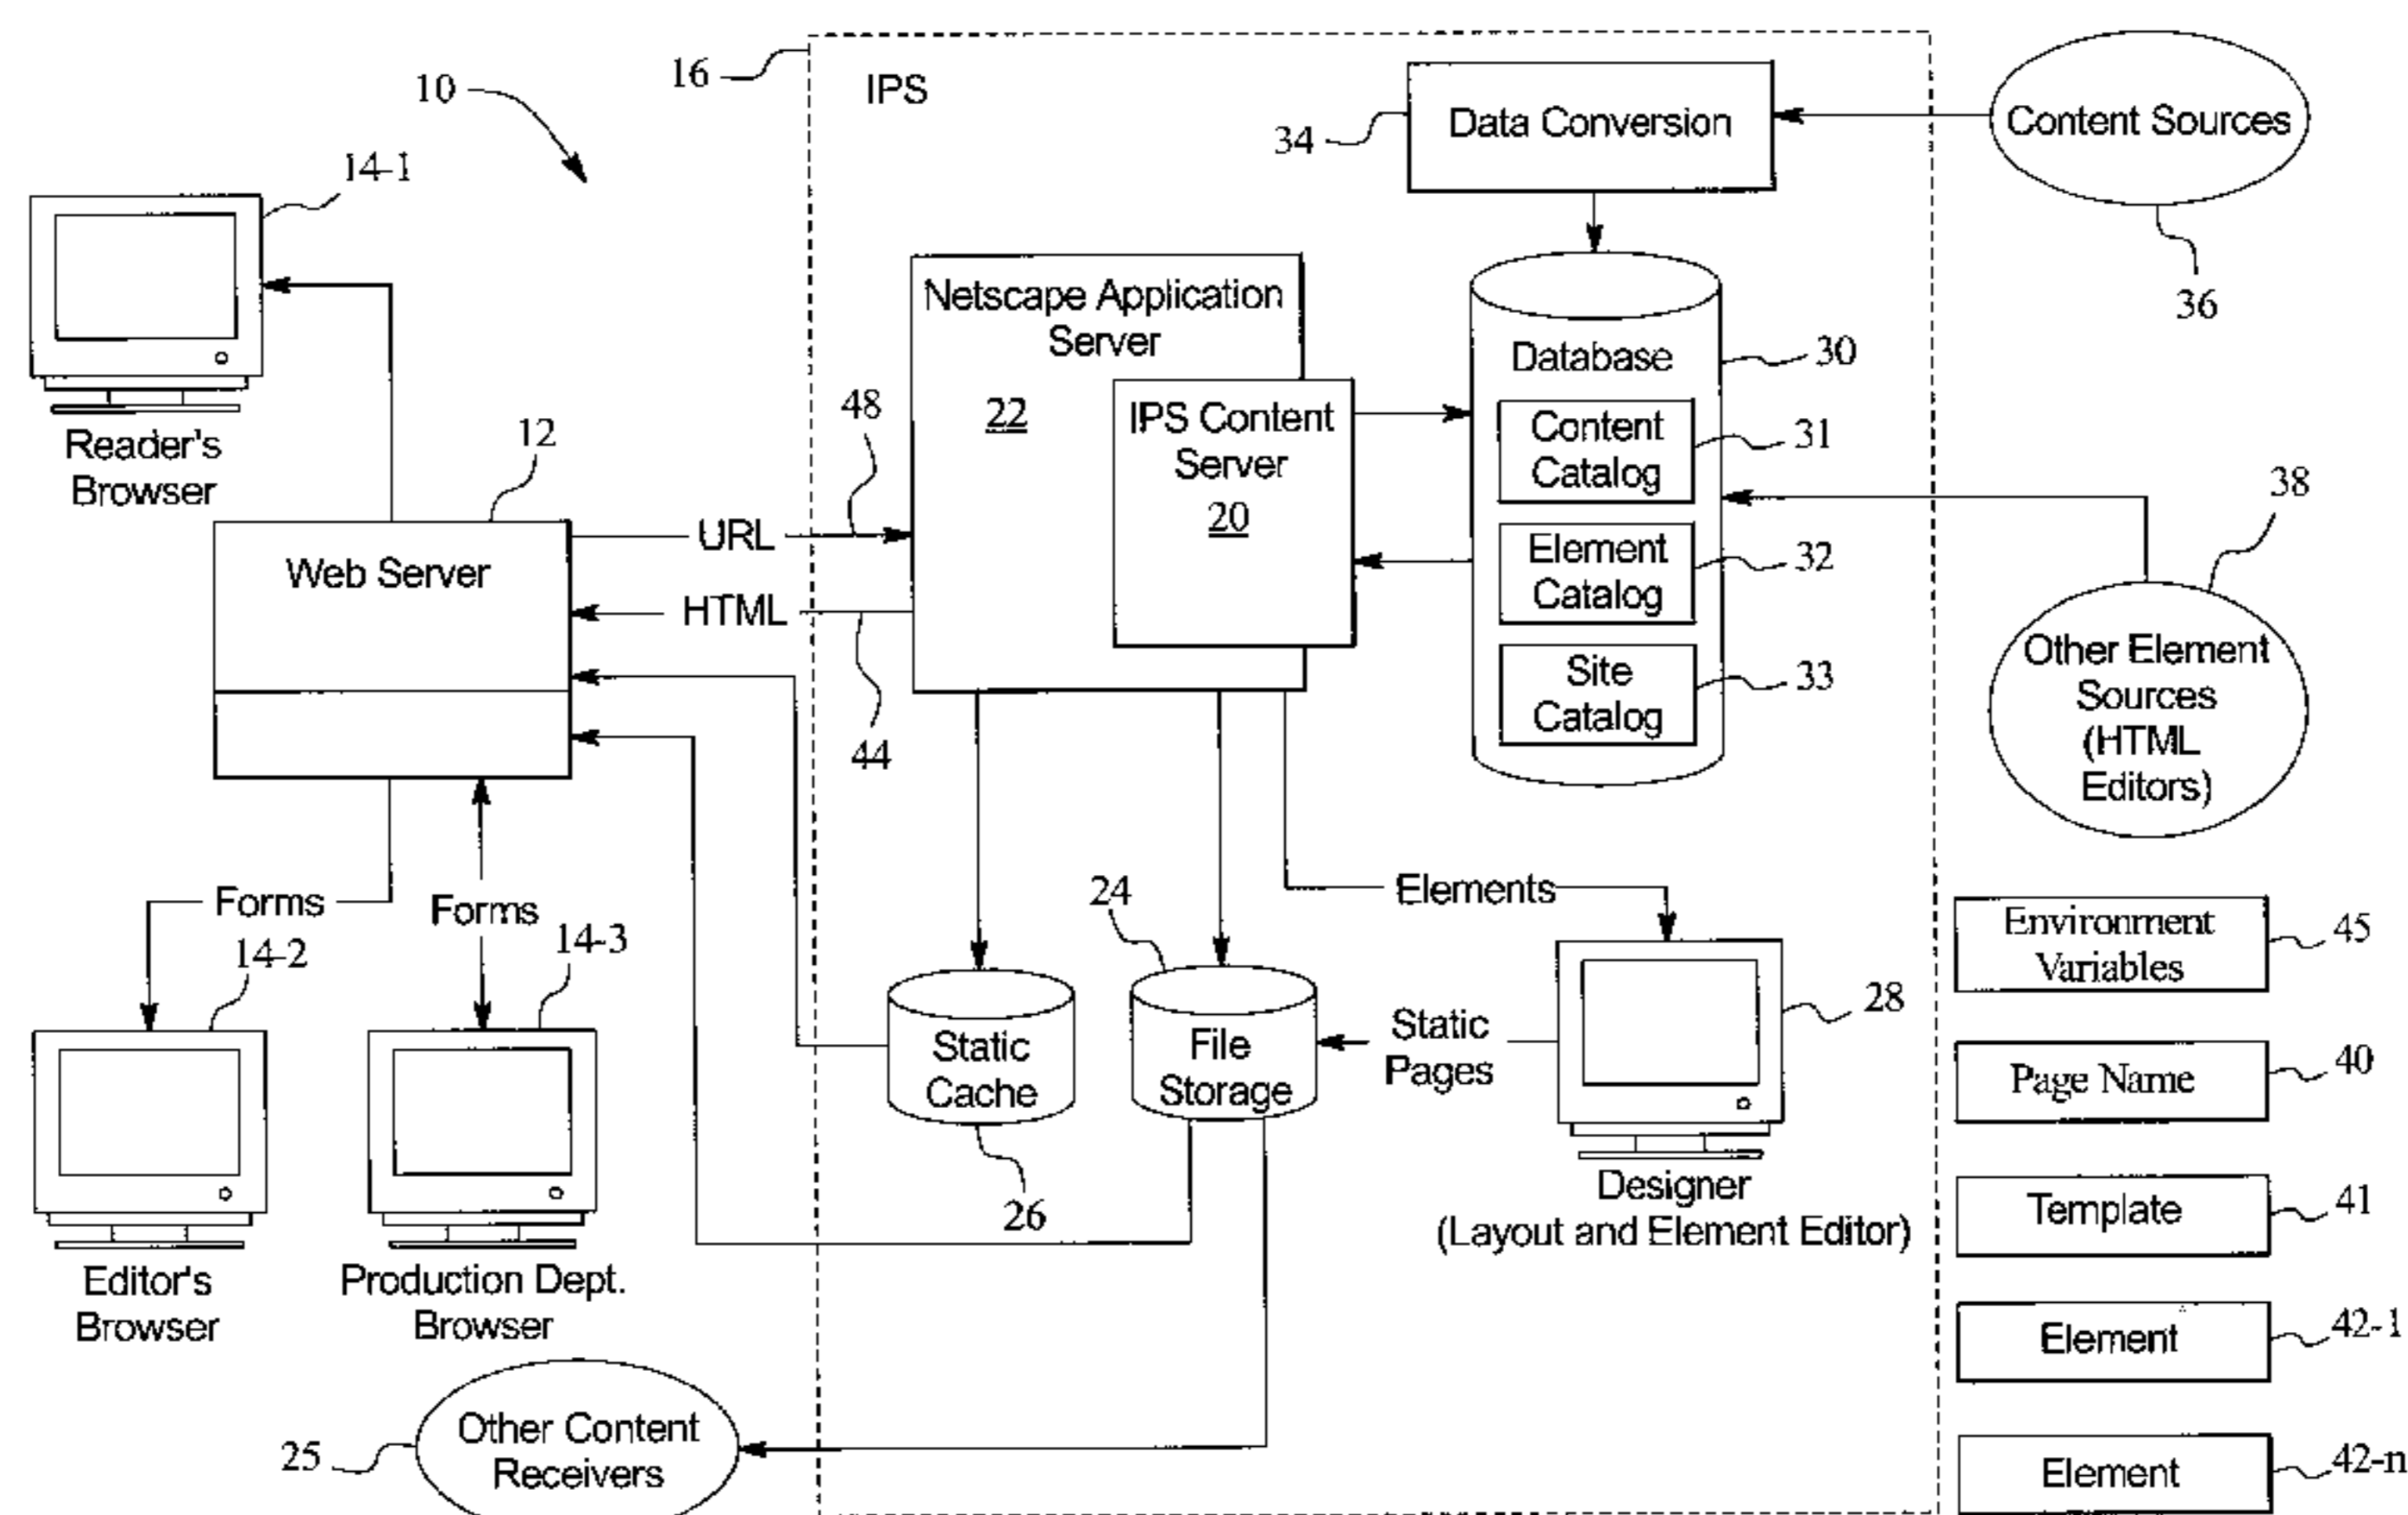 16
IPS
10
34
Data Conversion
Content Sources
36
14-1
Reader's
Browser
Netscape Application
Server
22
IPS Content
Server
20
Database
30
Content
Catalog
31
Element
Catalog
32
Site
Catalog
33
38
Other Element
Sources
(HTML
Editors)
12
Web Server
48
URL
HTML
44
Forms
Forms
14-2
14-3
Editor's
Browser
Production Dept.
Browser
24
Static
Cache
26
File
Storage
Elements
Static
Pages
28
Designer
(Layout and Element Editor)
Other Content
Receivers
25
Environment
Variables
45
Page Name
40
Template
41
Element
42-1
Element
42-n